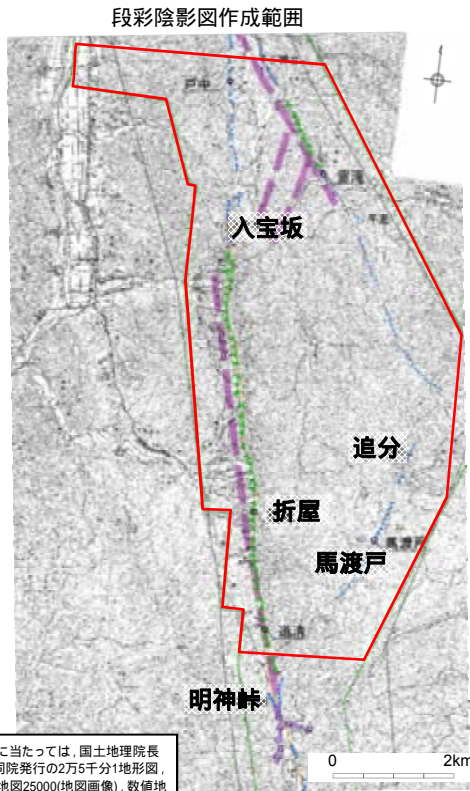 段彩陰影図作成範囲
戸中
入宝坂
追分
折屋
馬渡戸
明神峠
に当たっては,国土地理院長
同院発行の2万5千分1地形図,
地図25000(地図画像),数値地
0 2km